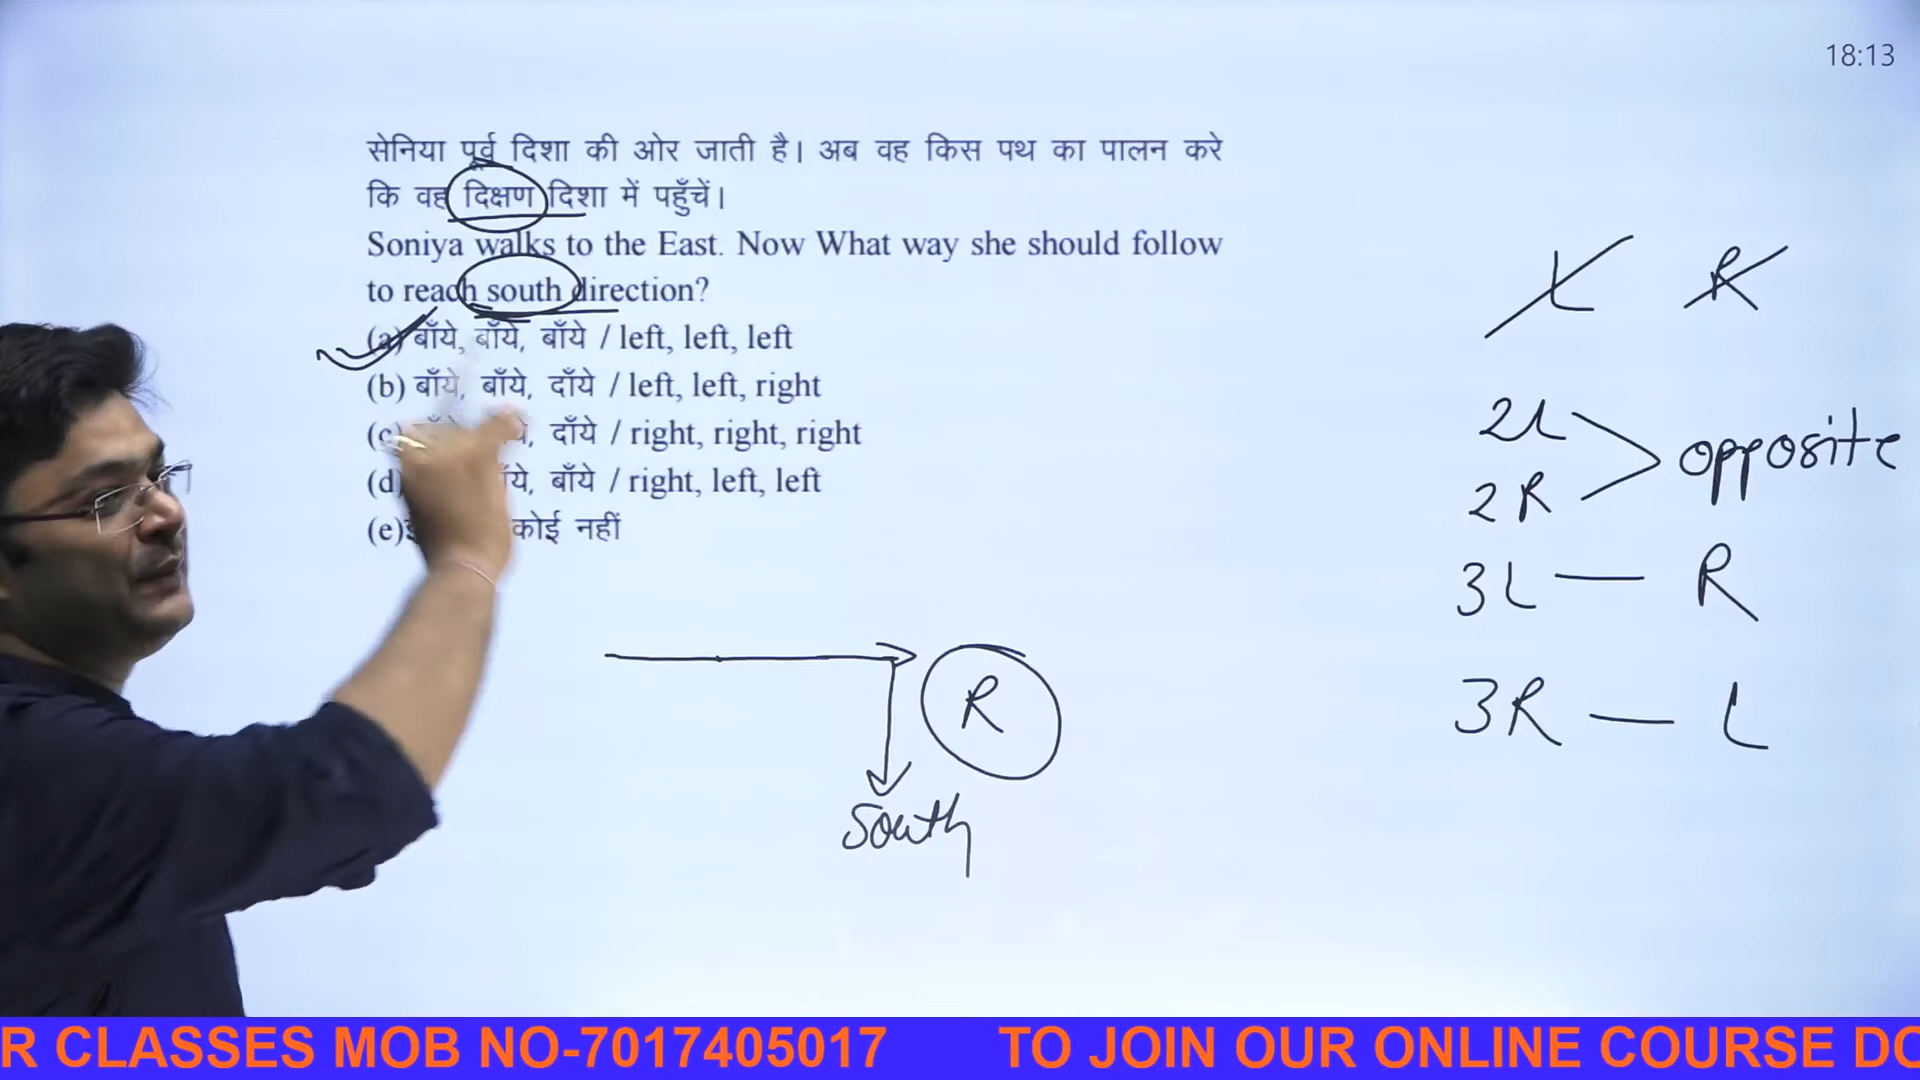 18:13
सेनिया पूर्व दिशा की ओर जाती है। अब वह किस पथ का पालन करे
कि वह दिक्षण दिशा में पहुँचें।
Soniya walks to the East. Now What way she should follow
to reach south direction?
(a) बाँये, बाँये, बाँये / left, left, left
(b) बाँये, बाँये, दाँये / left, left, right
(c) दाँये / right, right, right
(d) बाँये / right, left, left
(e) कोई नहीं
L R
2L
2R
opposite
3L — R
3R — L
R
South
R CLASSES MOB NO-7017405017 TO JOIN OUR ONLINE COURSE DO